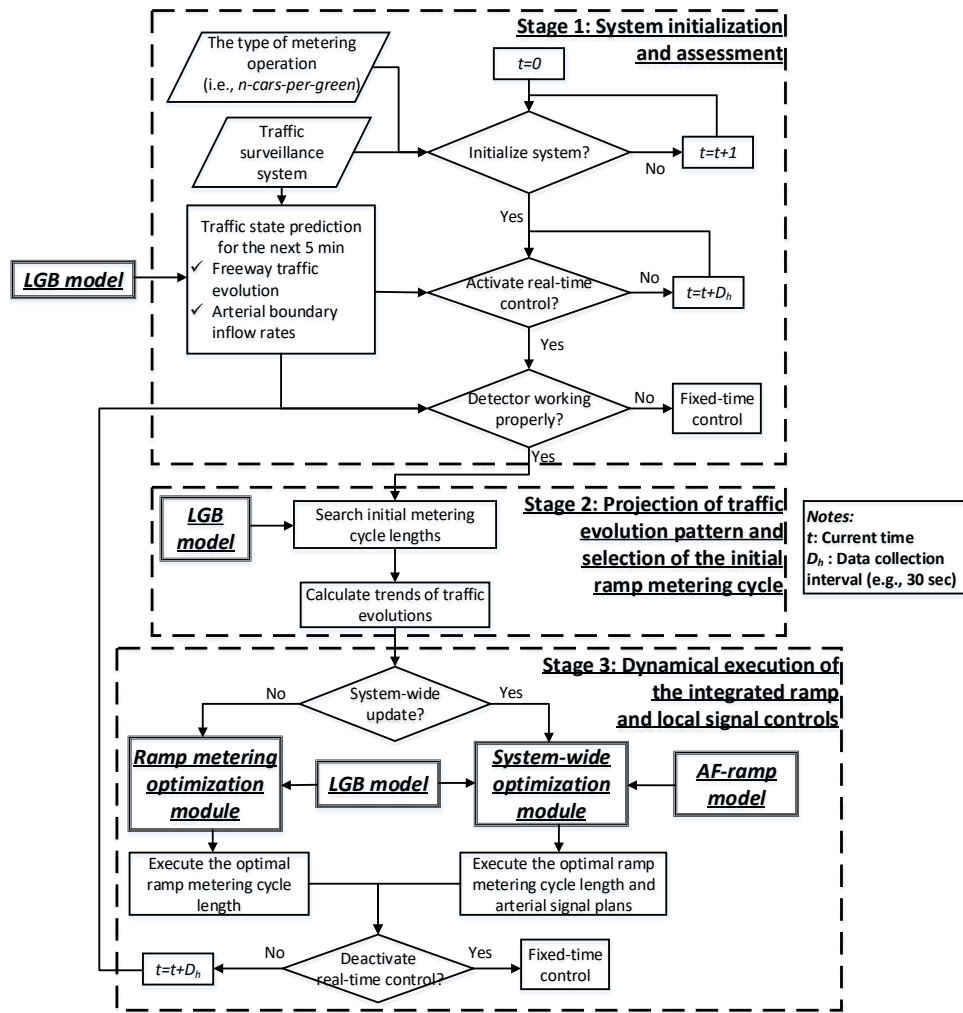 Stage 1: System initialization
and assessment
The type of metering
operation
(i.e., n-cars-per-green)
t=0
Traffic
surveillance
system
Initialize system?
No
t=t+1
Yes
Traffic state prediction
for the next 5 min
✓ Freeway traffic
evolution
✓ Arterial boundary
inflow rates
LGB model
Activate real-time
control?
No
t=t+Dh
Yes
Detector working
properly?
No
Fixed-time
control
Yes
Stage 2: Projection of traffic
evolution pattern and
selection of the initial
ramp metering cycle
LGB
model
Search initial metering
cycle lengths
Calculate trends of traffic
evolutions
Notes:
t: Current time
Dh : Data collection
interval (e.g., 30 sec)
Stage 3: Dynamical execution of
the integrated ramp
and local signal controls
No
System-wide
update?
Yes
Ramp metering
optimization
module
LGB model
System-wide
optimization
module
AF-ramp
model
Execute the optimal
ramp metering cycle
length
Execute the optimal ramp
metering cycle length and
arterial signal plans
t=t+Dh
No
Deactivate
real-time control?
Yes
Fixed-time
control